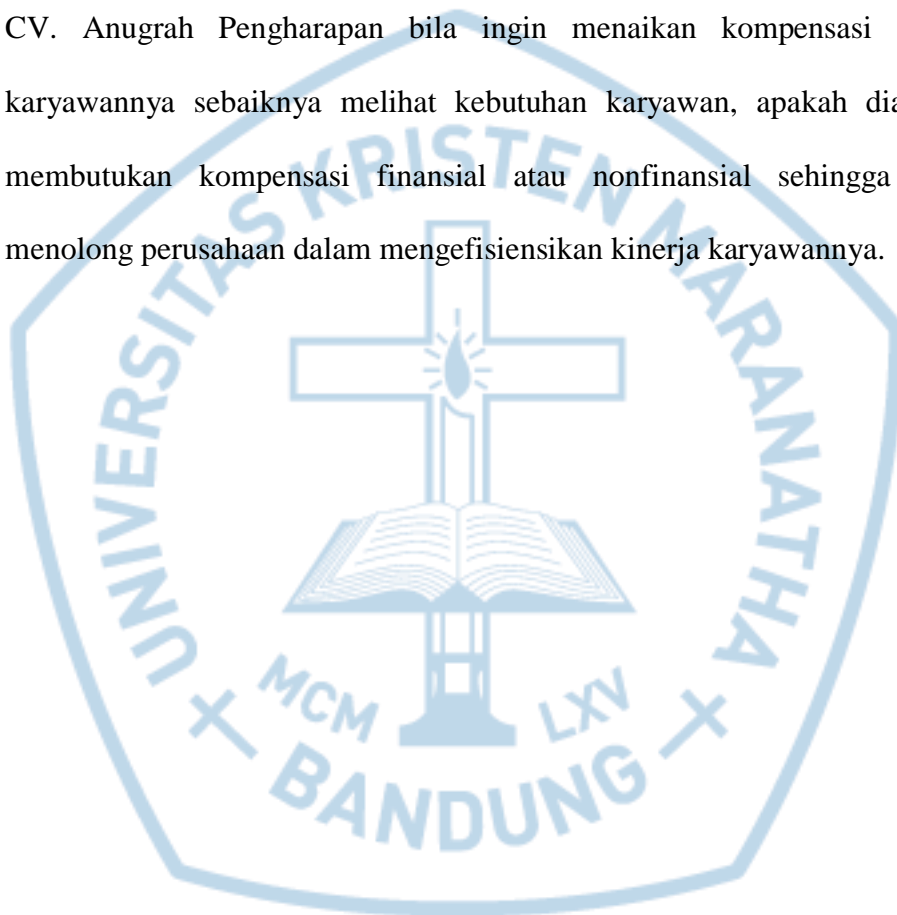 CV. Anugrah Pengharapan bila ingin menaikan kompensasi
karyawannya sebaiknya melihat kebutuhan karyawan, apakah dia
membutukan kompensasi finansial atau nonfinansial sehingga
menolong perusahaan dalam mengefisiensikan kinerja karyawannya.
UNIVERSITAS KRISTEN MARANATHA
MCM LXV
BANDUNG